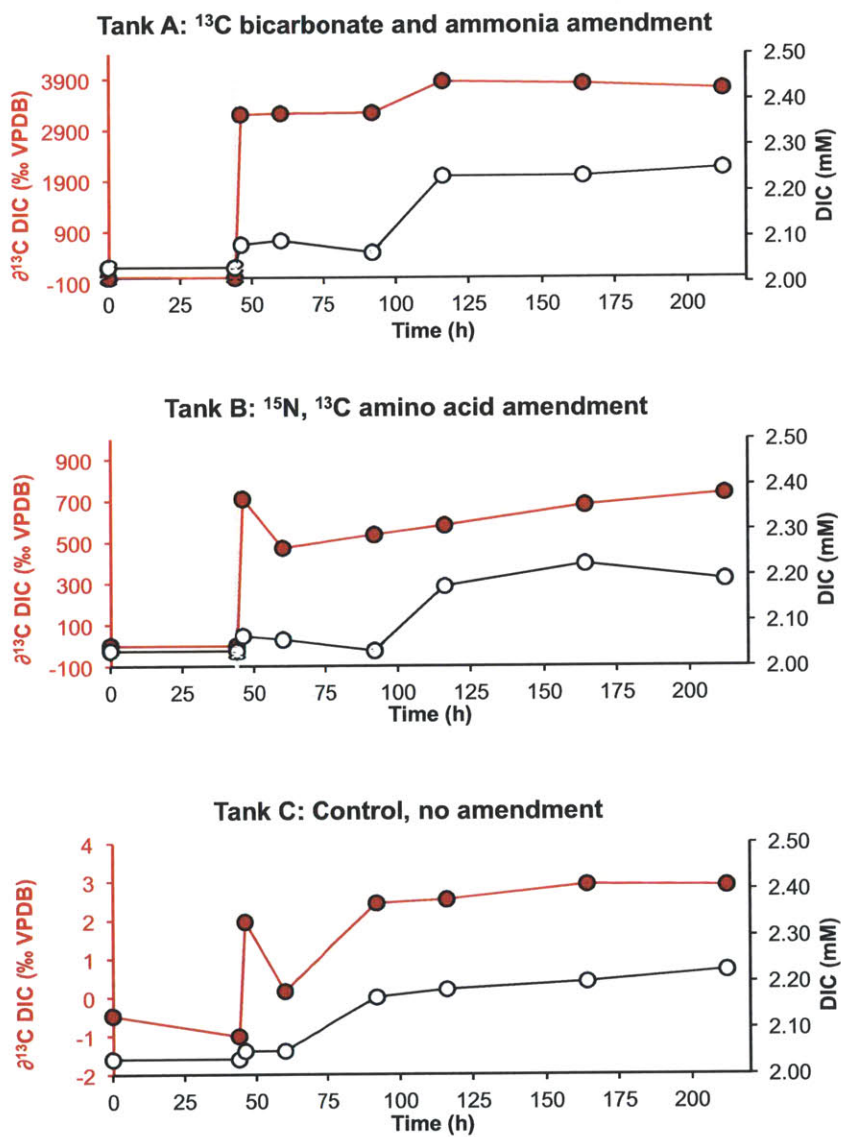 Tank A: ¹³C bicarbonate and ammonia amendment
∂¹³C DIC (‰ VPDB)
3900
2900
1900
900
-100
2.50
2.40
2.30
2.20
2.10
2.00
DIC (mM)
0 25 50 75 100 125 150 175 200
Time (h)
Tank B: ¹⁵N, ¹³C amino acid amendment
∂¹³C DIC (‰ VPDB)
900
700
500
300
100
-100
2.50
2.40
2.30
2.20
2.10
2.00
DIC (mM)
0 25 50 75 100 125 150 175 200
Time (h)
Tank C: Control, no amendment
∂¹³C DIC (‰ VPDB)
4
3
2
1
0
-1
-2
2.50
2.40
2.30
2.20
2.10
2.00
DIC (mM)
0 25 50 75 100 125 150 175 200
Time (h)